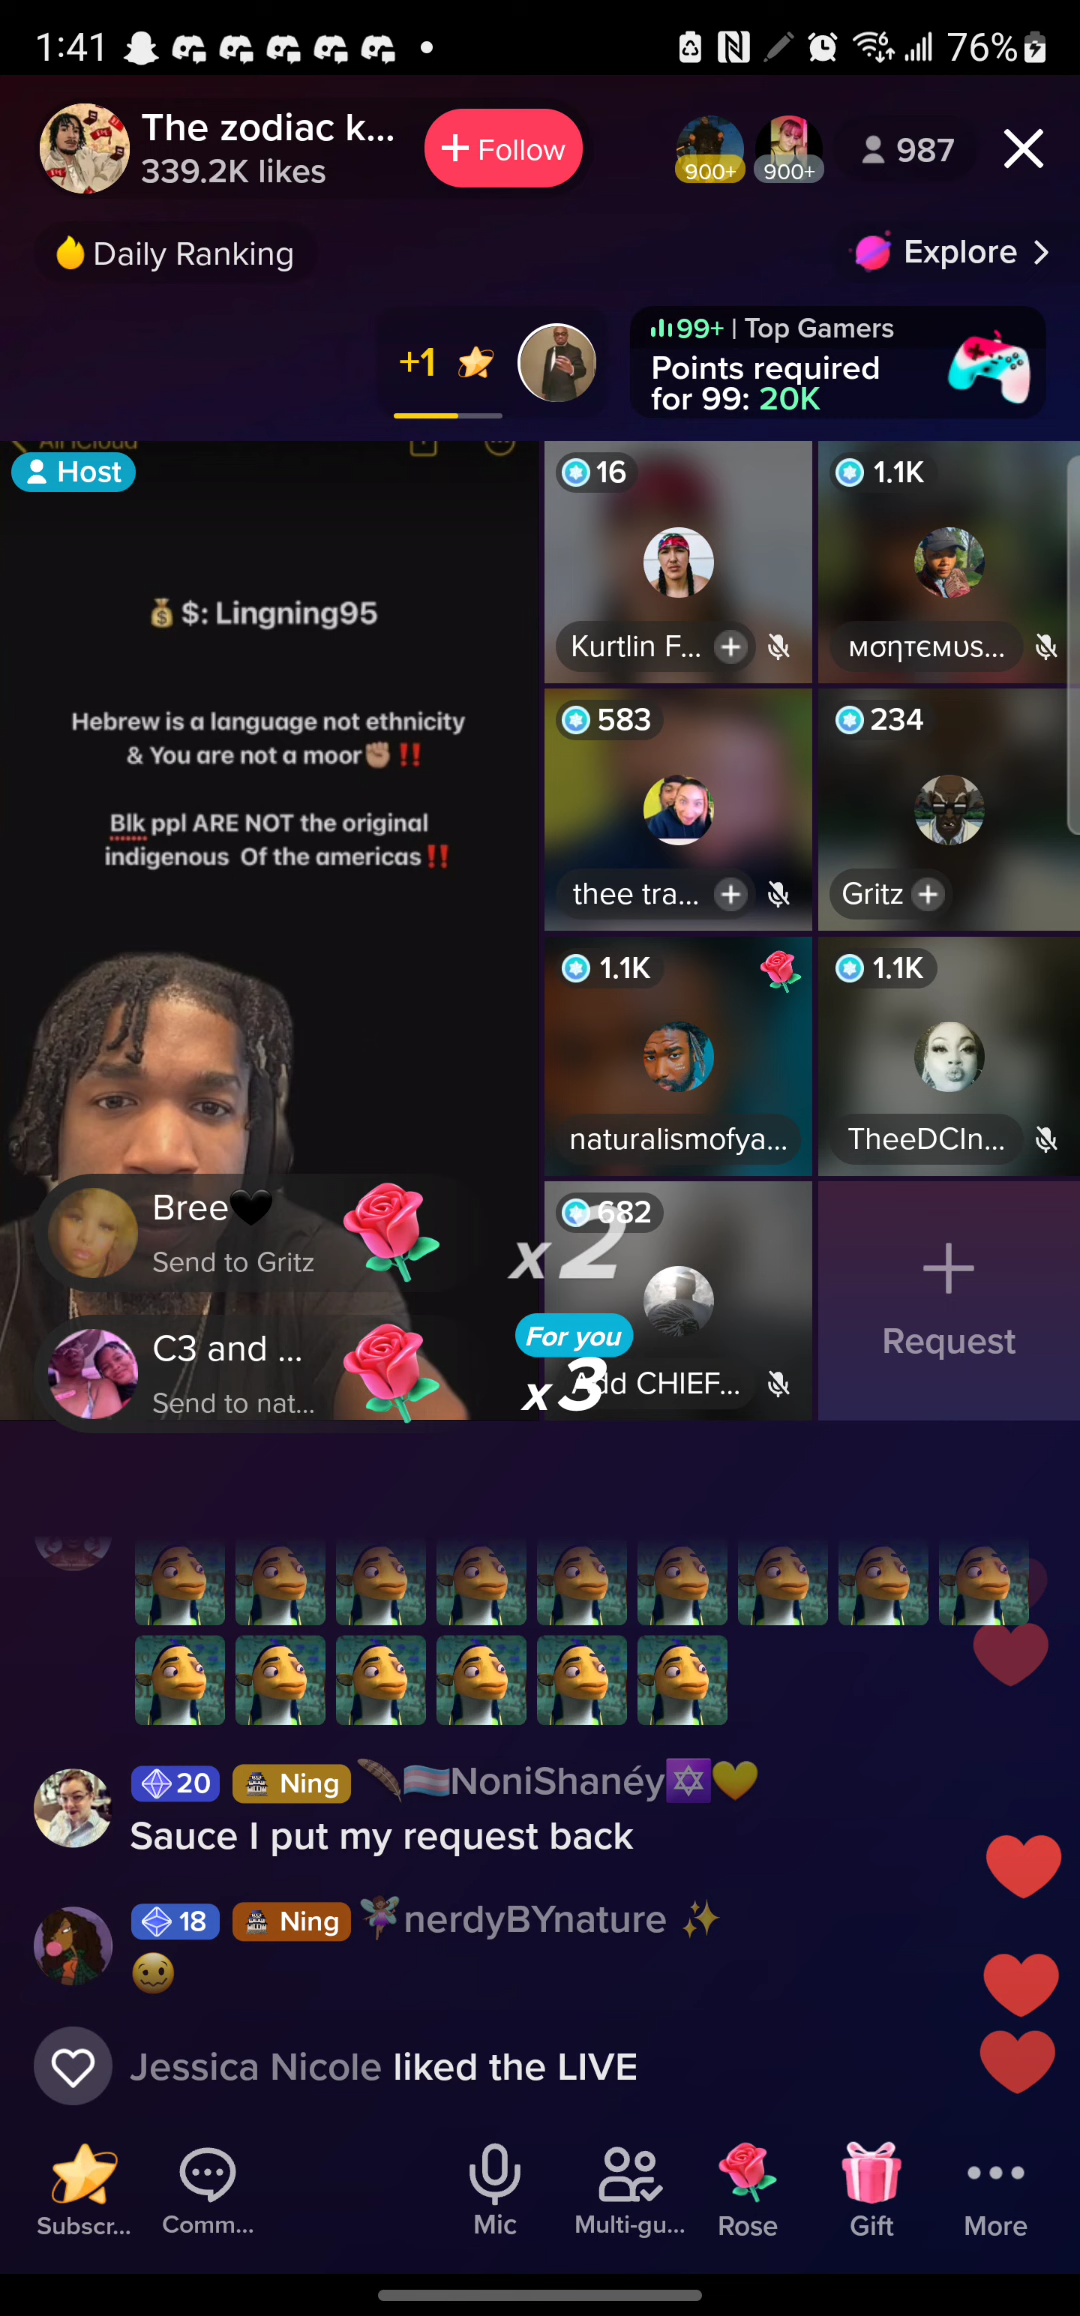 1:41
76%
The zodiac k...
339.2K likes
+ Follow
900+
900+
987
Daily Ranking
Explore >
+1
99+ | Top Gamers
Points required
for 99: 20K
All iCloud
Host
$: Lingning95
Hebrew is a language not ethnicity
& You are not a moor✊🏽‼️
Blk ppl ARE NOT the original
indigenous Of the americas‼️
16
Kurtlin F...
1.1K
мσηтємυs...
583
thee tra...
234
Gritz
1.1K
naturalismofya...
1.1K
TheeDCIn...
682
CHIEF...
Request
Bree🖤
Send to Gritz
x2
C3 and ...
Send to nat...
For you
x3
20 Ning 🪶🏳️‍⚧️NoniShanéy🔯💛
Sauce I put my request back
18 Ning 🧚🏾‍♀️nerdyBYnature ✨
🥴
Jessica Nicole liked the LIVE
Subscr...
Comm...
Mic
Multi-gu...
Rose
Gift
More